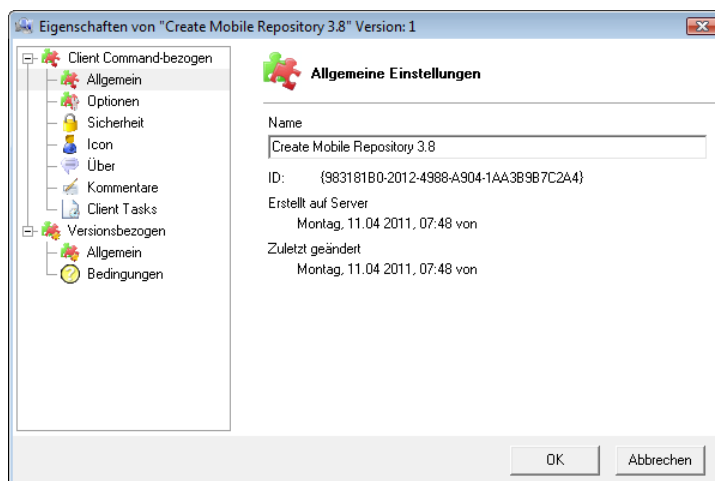 Eigenschaften von "Create Mobile Repository 3.8" Version: 1
Client Command-bezogen
Allgemein
Optionen
Sicherheit
Icon
Über
Kommentare
Client Tasks
Versionsbezogen
Allgemein
Bedingungen
Allgemeine Einstellungen
Name
Create Mobile Repository 3.8
ID: {983181B0-2012-4988-A904-1AA3B9B7C2A4}
Erstellt auf Server
Montag, 11.04 2011, 07:48 von
Zuletzt geändert
Montag, 11.04 2011, 07:48 von
OK
Abbrechen